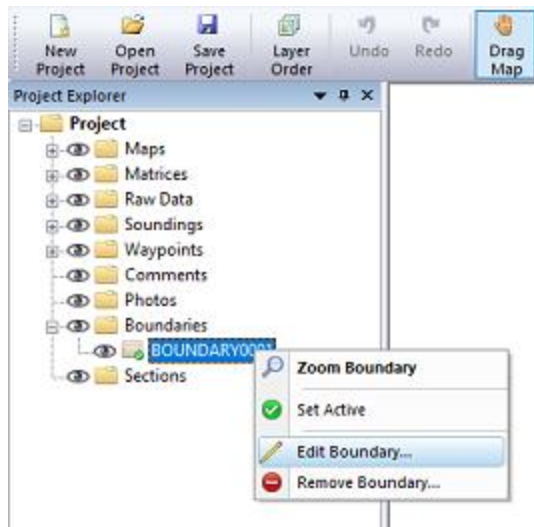 New Project
Open Project
Save Project
Layer Order
Undo
Redo
Drag Map
Project Explorer
Project
Maps
Matrices
Raw Data
Soundings
Waypoints
Comments
Photos
Boundaries
BOUNDARY0001
Zoom Boundary
Set Active
Edit Boundary...
Remove Boundary...
Sections